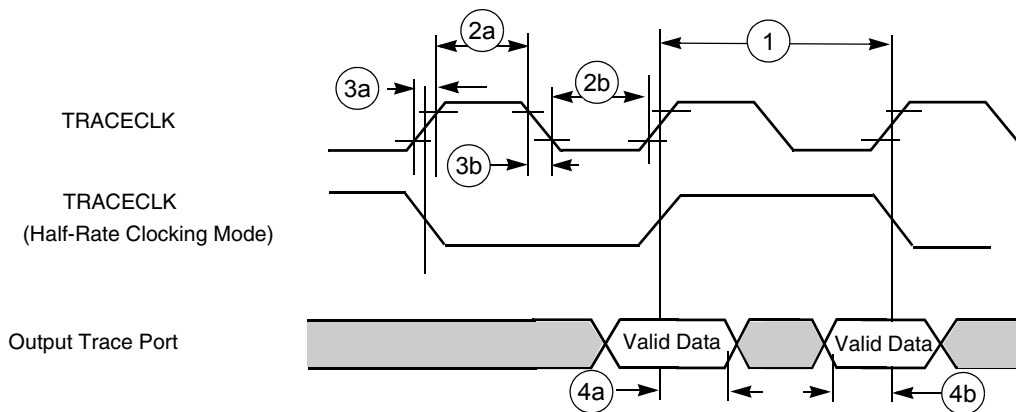 2a
1
3a
2b
TRACECLK
3b
TRACECLK
(Half-Rate Clocking Mode)
Output Trace Port
Valid Data
Valid Data
4a
4b